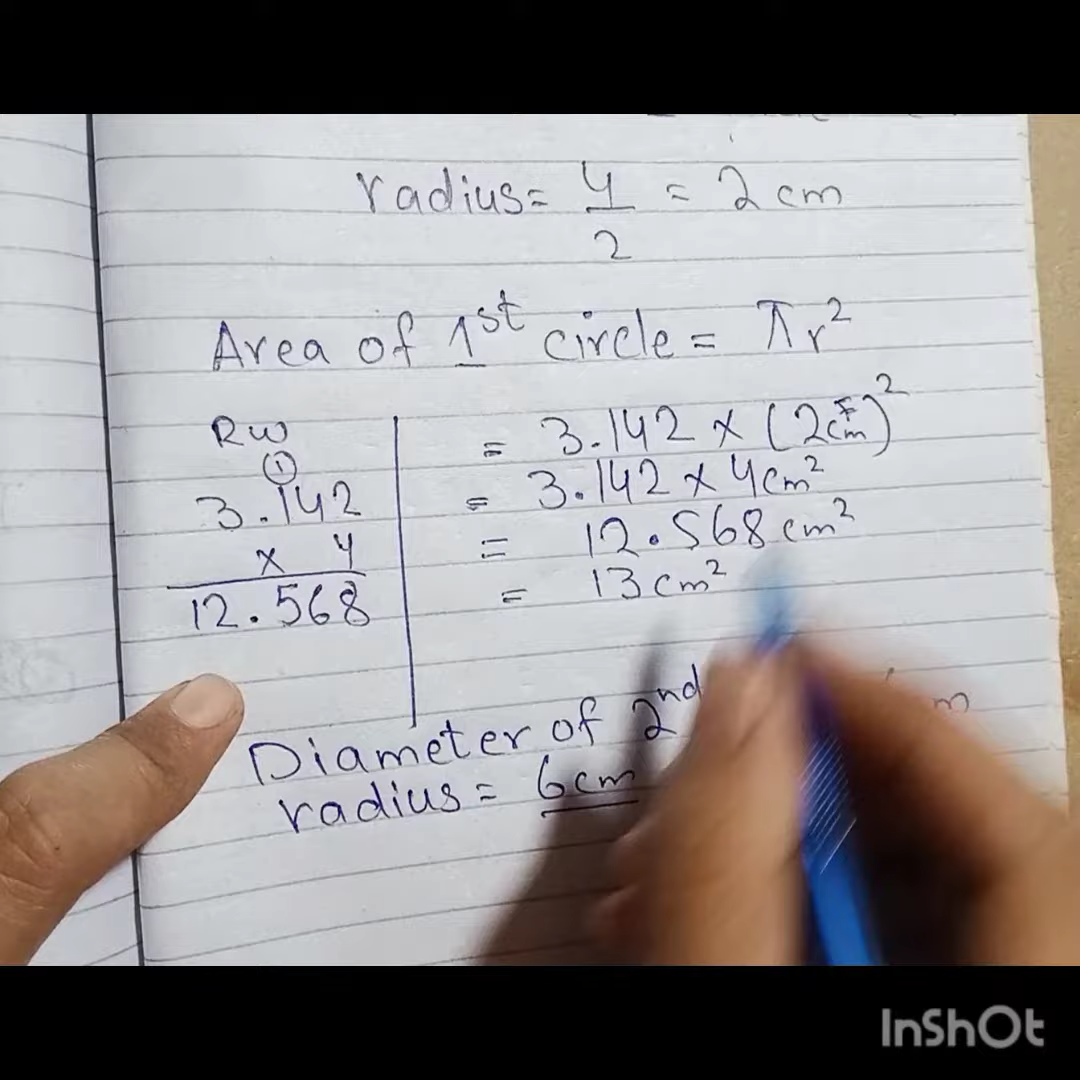 radius = 4/2 = 2 cm
Area of 1st circle = πr²
= 3.142 × (2cm)²
= 3.142 × 4cm²
= 12.568 cm²
= 13 cm²
RW
①
3.142
× 4
12.568
Diameter of 2nd
radius = 6cm
InShOt